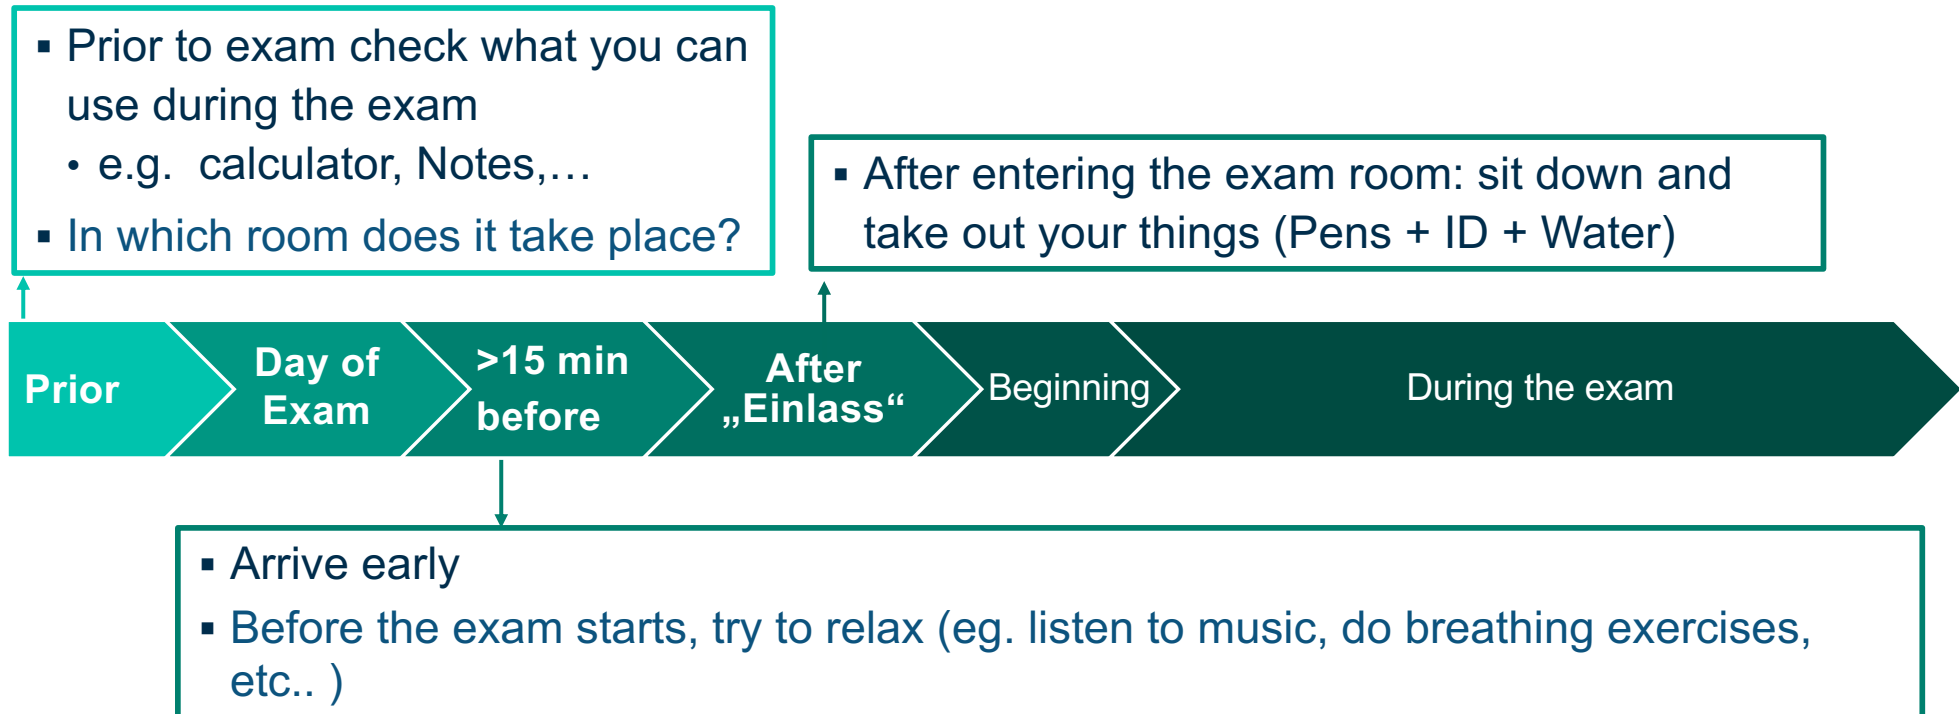 ▪ Prior to exam check what you can
use during the exam
• e.g. calculator, Notes,…
▪ In which room does it take place?
▪ After entering the exam room: sit down and
take out your things (Pens + ID + Water)
Prior
Day of
Exam
>15 min
before
After
„Einlass“
Beginning
During the exam
▪ Arrive early
▪ Before the exam starts, try to relax (eg. listen to music, do breathing exercises,
etc.. )